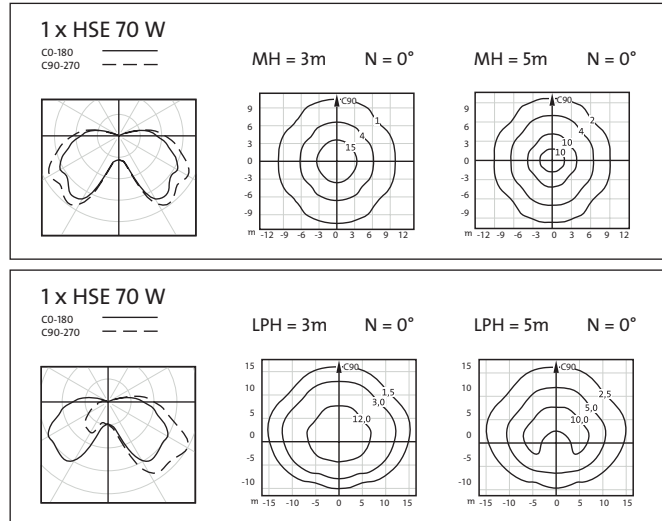 1 x HSE 70 W
C0-180
C90-270
MH = 3m N = 0°
C90
1
4
15
9
6
3
0
-3
-6
-9
m -12 -9 -6 -3 0 3 6 9 12
MH = 5m N = 0°
C90
2
4
10
10
9
6
3
0
-3
-6
-9
m -12 -9 -6 -3 0 3 6 9 12
1 x HSE 70 W
C0-180
C90-270
LPH = 3m N = 0°
C90
1,5
3,0
12,0
15
10
5
0
-5
-10
m -15 -10 -5 0 5 10 15
LPH = 5m N = 0°
C90
2,5
5,0
10,0
15
10
5
0
-5
-10
m -15 -10 -5 0 5 10 15